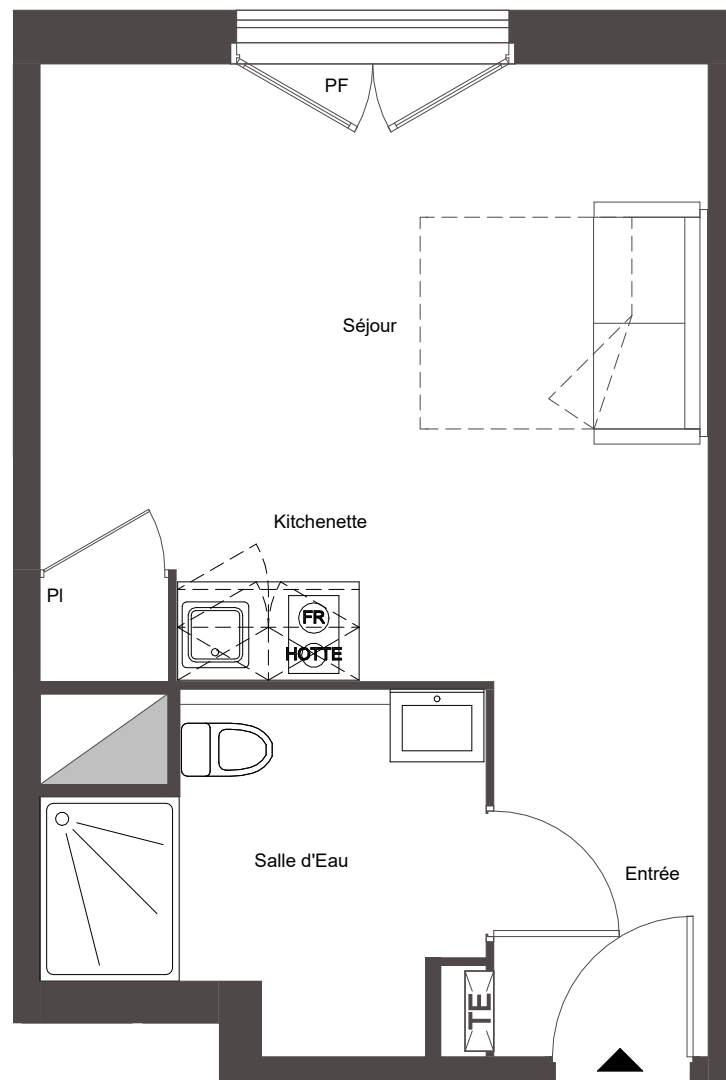 PF
Séjour
Kitchenette
Pl
FR
HOTTE
Salle d'Eau
Entrée
TE